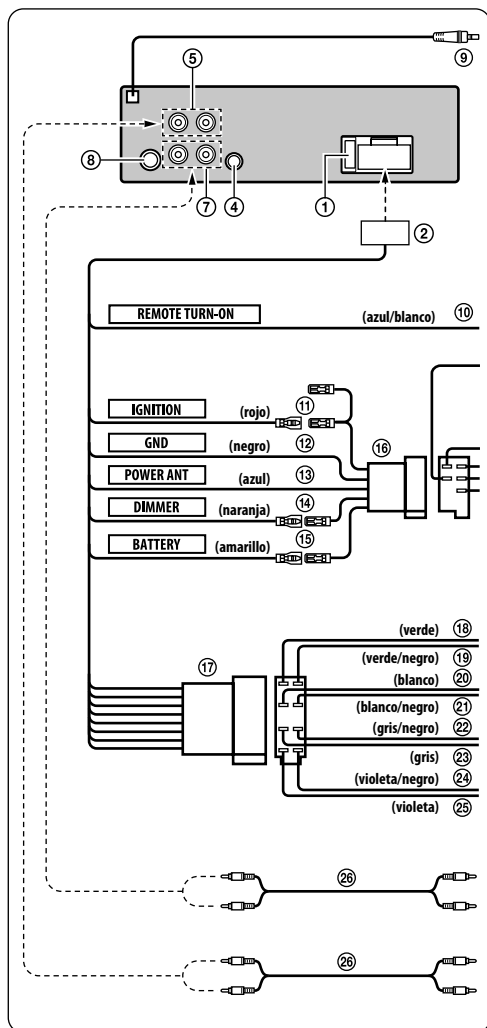 ⑨
⑤
⑧
⑦ ④ ①
②
REMOTE TURN-ON (azul/blanco) ⑩
IGNITION (rojo) ⑪
GND (negro) ⑫ ⑯
POWER ANT (azul) ⑬
DIMMER (naranja) ⑭
BATTERY (amarillo) ⑮
(verde) ⑱
⑰ (verde/negro) ⑲
(blanco) ⑳
(blanco/negro) ㉑
(gris/negro) ㉒
(gris) ㉓
(violeta/negro) ㉔
(violeta) ㉕
㉖
㉖